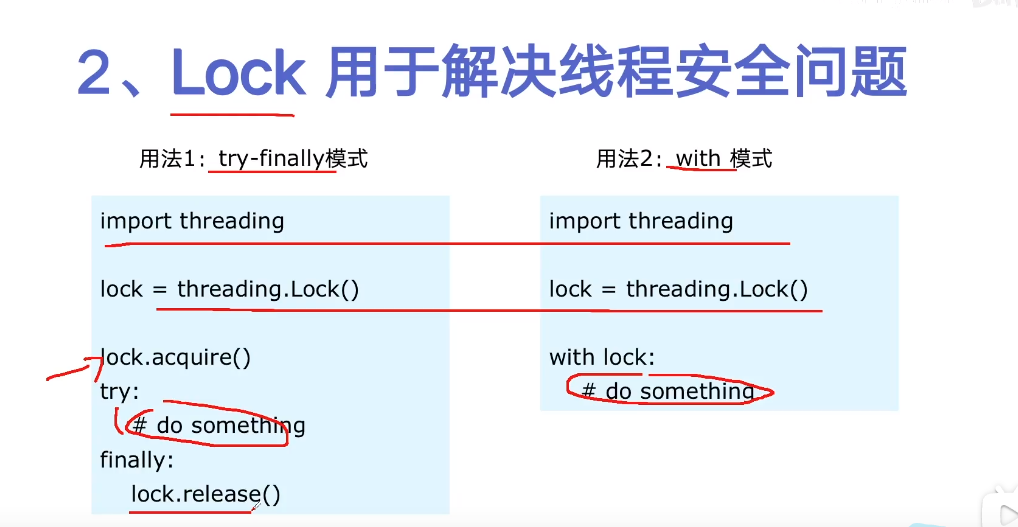 2、Lock 用于解决线程安全问题
用法1：try-finally模式
import threading
lock = threading.Lock()
lock.acquire()
try:
# do something
finally:
lock.release()
用法2：with 模式
import threading
lock = threading.Lock()
with lock:
# do something